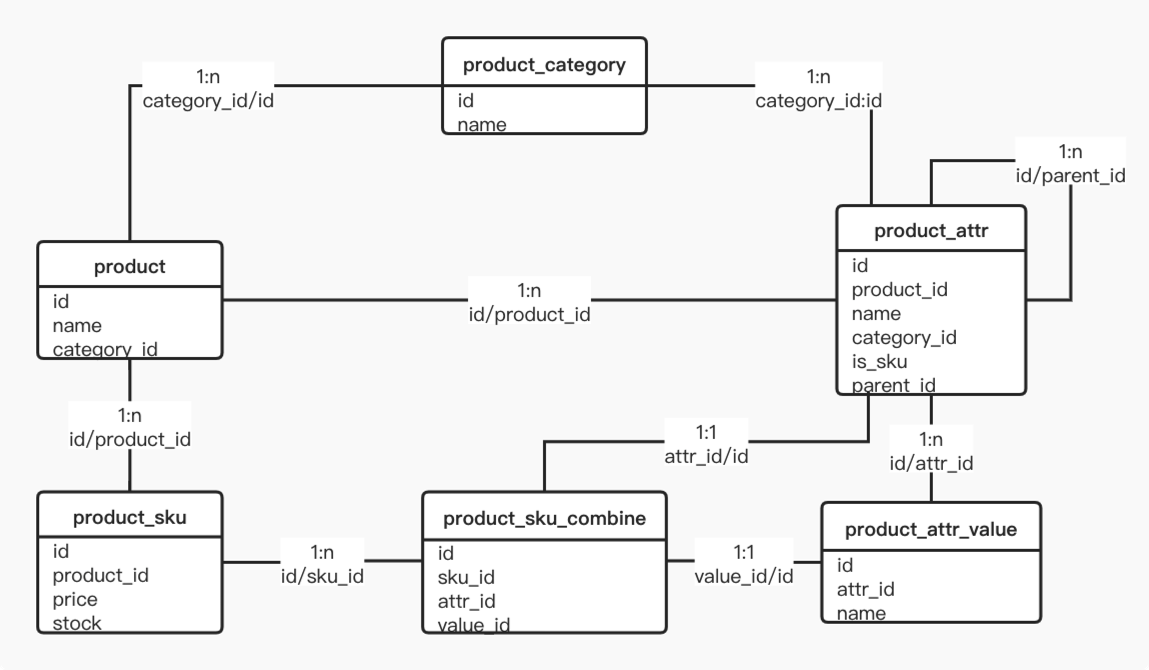 product_category
id
name
1:n
category_id/id
1:n
category_id:id
1:n
id/parent_id
product_attr
id
product_id
name
category_id
is_sku
parent_id
product
id
name
category_id
1:n
id/product_id
1:n
id/product_id
1:1
attr_id/id
1:n
id/attr_id
product_sku
id
product_id
price
stock
1:n
id/sku_id
product_sku_combine
id
sku_id
attr_id
value_id
1:1
value_id/id
product_attr_value
id
attr_id
name